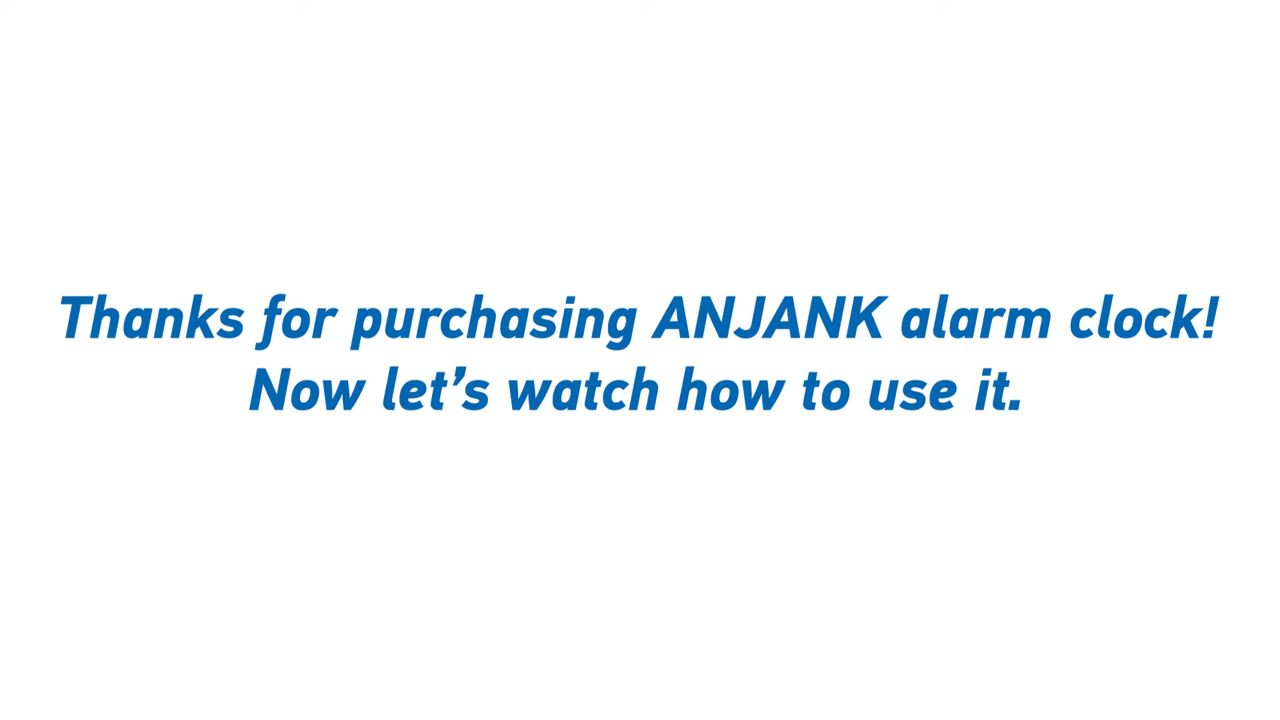 Thanks for purchasing ANJANK alarm clock!
Now let’s watch how to use it.